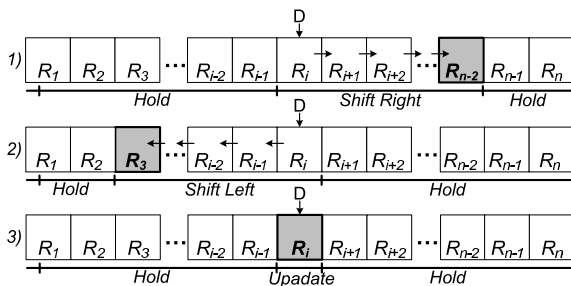 D
1) R1 R2 R3 ... Ri-2 Ri-1 Ri Ri+1 Ri+2 ... Rn-2 Rn-1 Rn
Hold Shift Right Hold
D
2) R1 R2 R3 ... Ri-2 Ri-1 Ri Ri+1 Ri+2 ... Rn-2 Rn-1 Rn
Hold Shift Left Hold
D
3) R1 R2 R3 ... Ri-2 Ri-1 Ri Ri+1 Ri+2 ... Rn-2 Rn-1 Rn
Hold Upadate Hold